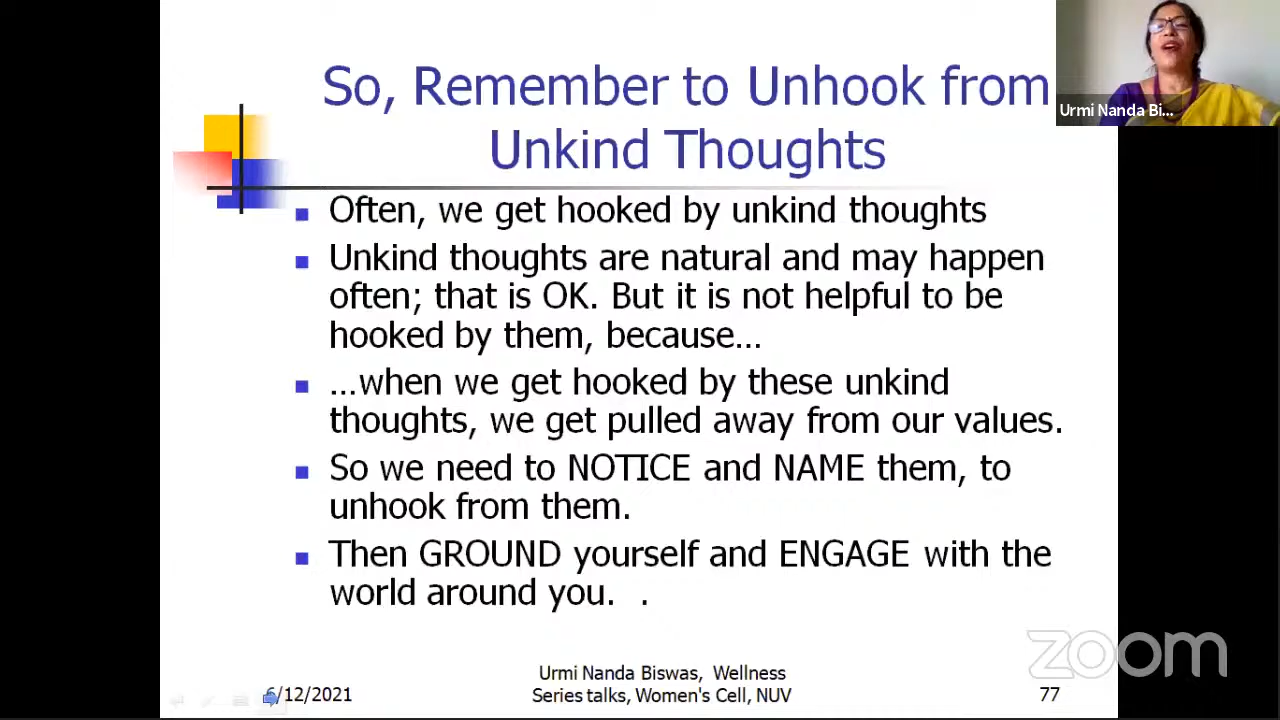 So, Remember to Unhook from
Unkind Thoughts
Urmi Nanda Bi...
Often, we get hooked by unkind thoughts
Unkind thoughts are natural and may happen
often; that is OK. But it is not helpful to be
hooked by them, because…
…when we get hooked by these unkind
thoughts, we get pulled away from our values.
So we need to NOTICE and NAME them, to
unhook from them.
Then GROUND yourself and ENGAGE with the
world around you.  .
zoom
Urmi Nanda Biswas,  Wellness
6/12/2021
Series talks, Women's Cell, NUV
77